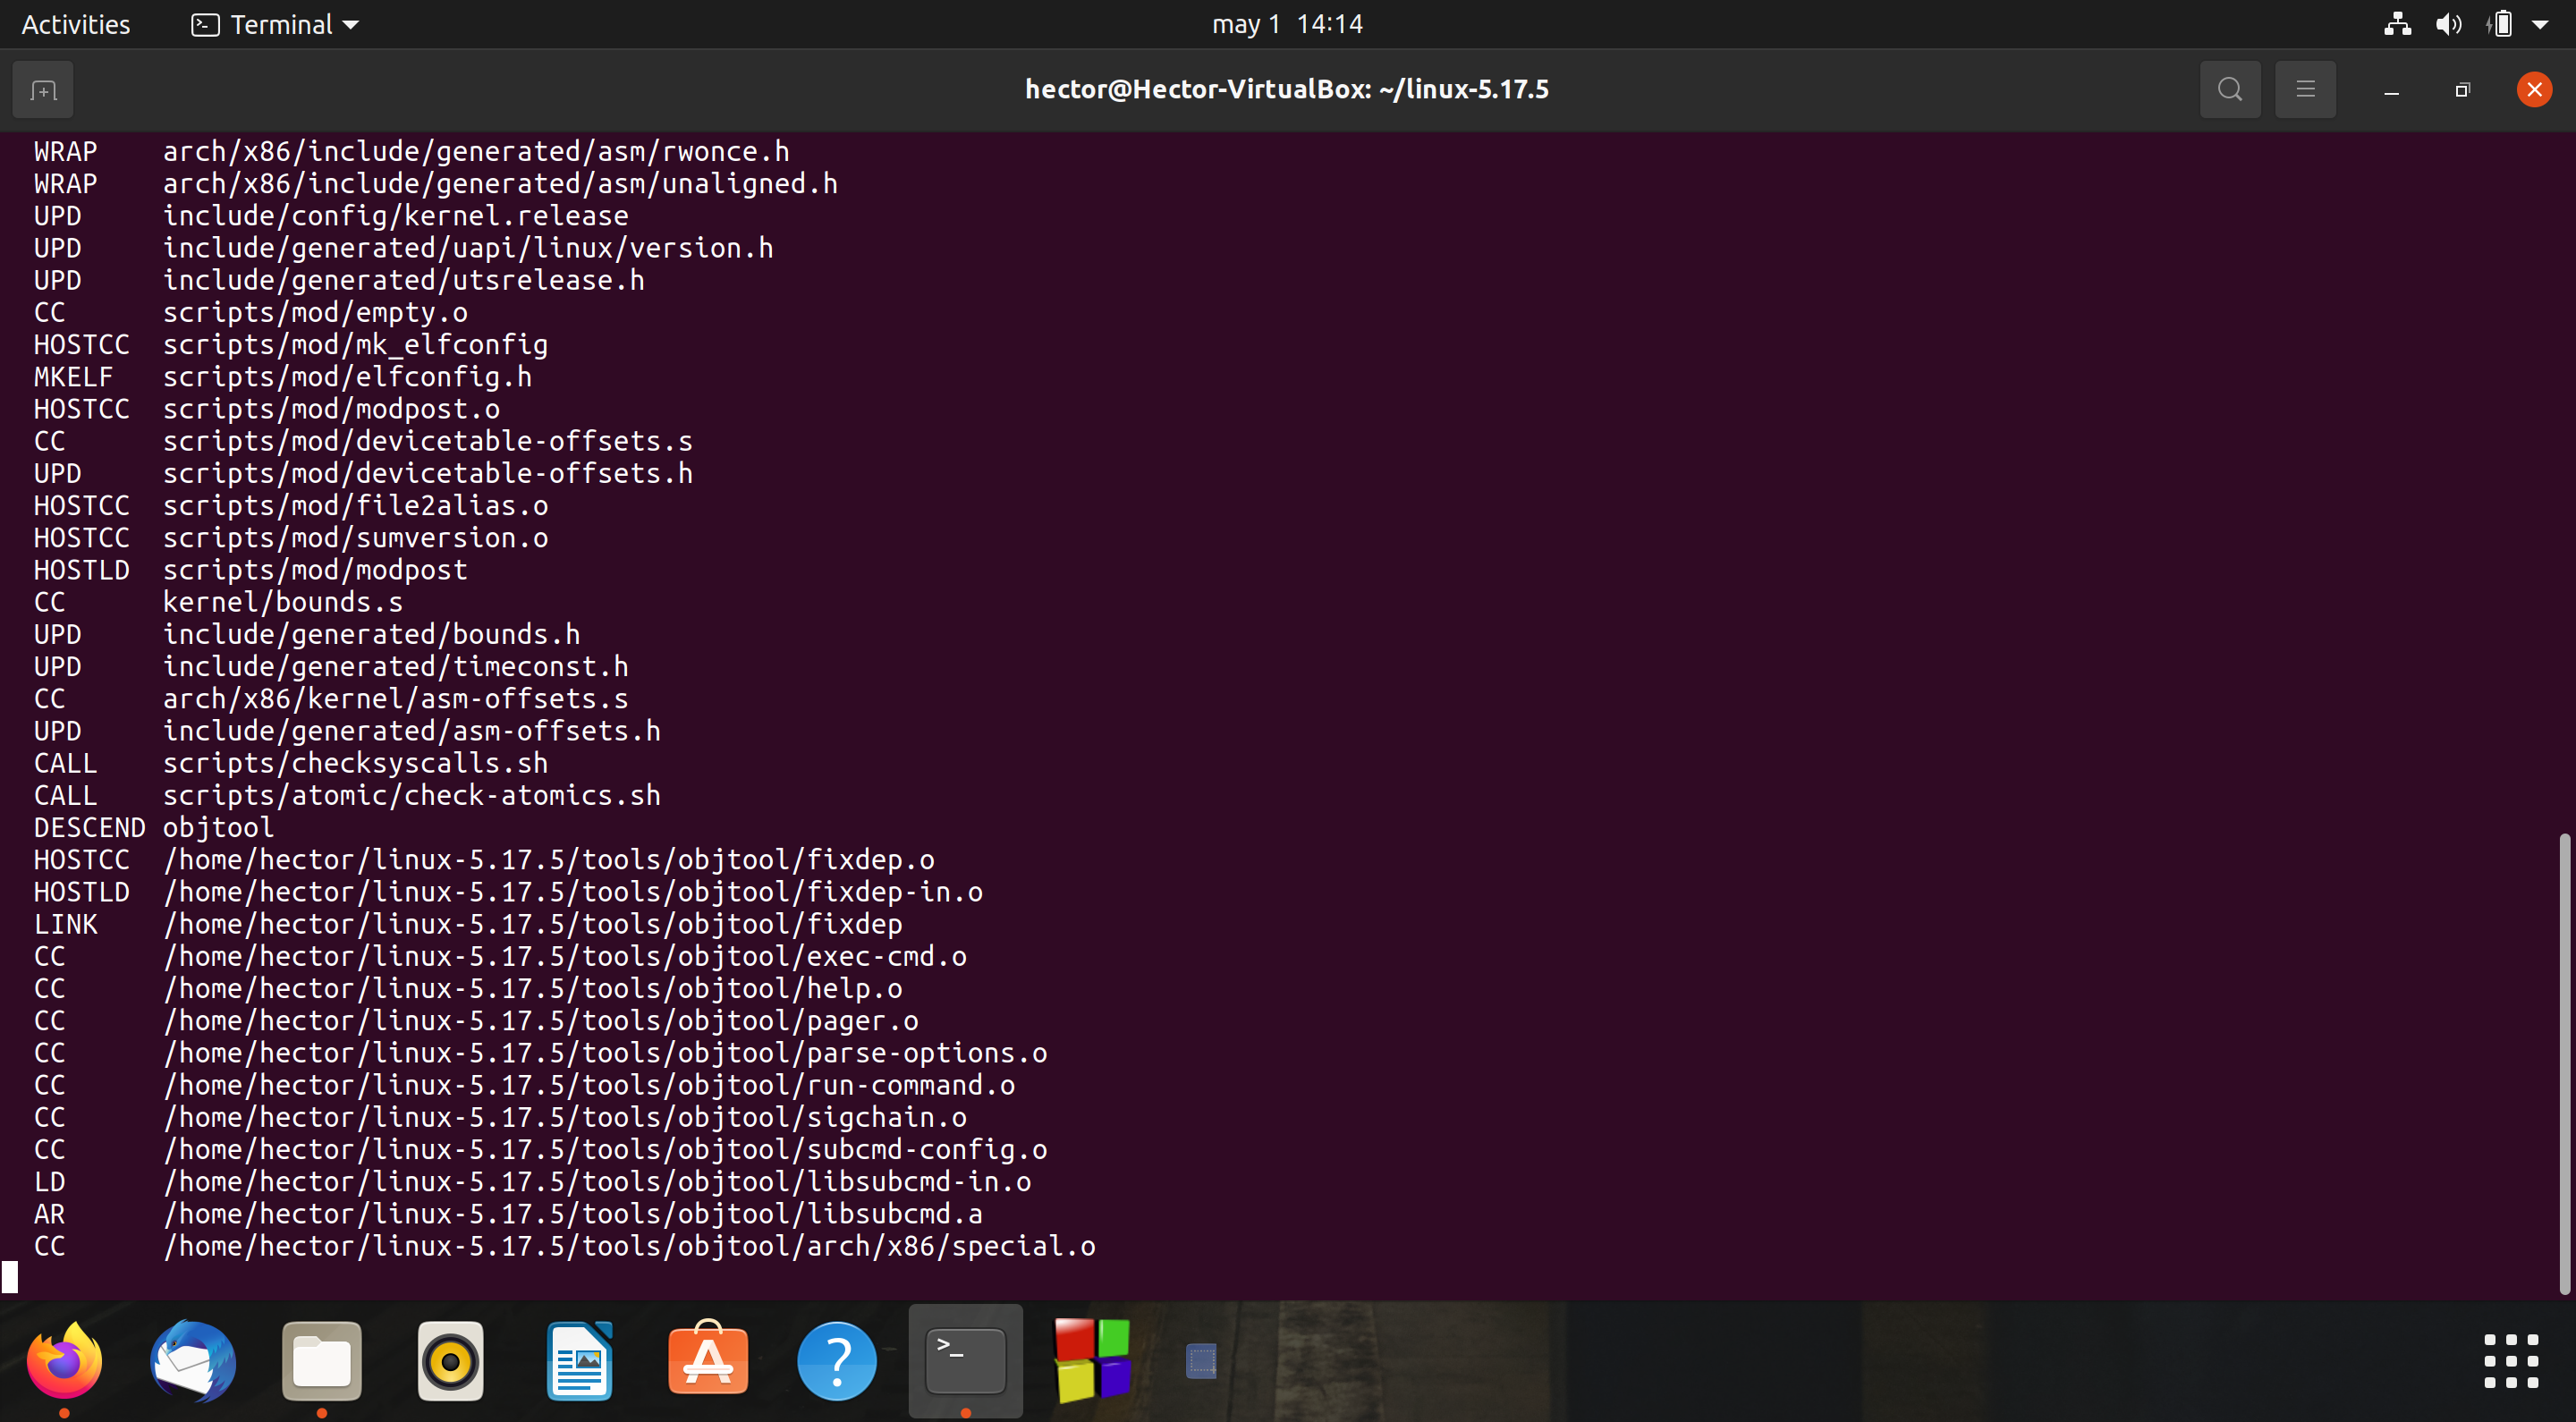 Activities Terminal may 1 14:14
hector@Hector-VirtualBox: ~/linux-5.17.5
WRAP arch/x86/include/generated/asm/rwonce.h
WRAP arch/x86/include/generated/asm/unaligned.h
UPD include/config/kernel.release
UPD include/generated/uapi/linux/version.h
UPD include/generated/utsrelease.h
CC scripts/mod/empty.o
HOSTCC scripts/mod/mk_elfconfig
MKELF scripts/mod/elfconfig.h
HOSTCC scripts/mod/modpost.o
CC scripts/mod/devicetable-offsets.s
UPD scripts/mod/devicetable-offsets.h
HOSTCC scripts/mod/file2alias.o
HOSTCC scripts/mod/sumversion.o
HOSTLD scripts/mod/modpost
CC kernel/bounds.s
UPD include/generated/bounds.h
UPD include/generated/timeconst.h
CC arch/x86/kernel/asm-offsets.s
UPD include/generated/asm-offsets.h
CALL scripts/checksyscalls.sh
CALL scripts/atomic/check-atomics.sh
DESCEND objtool
HOSTCC /home/hector/linux-5.17.5/tools/objtool/fixdep.o
HOSTLD /home/hector/linux-5.17.5/tools/objtool/fixdep-in.o
LINK /home/hector/linux-5.17.5/tools/objtool/fixdep
CC /home/hector/linux-5.17.5/tools/objtool/exec-cmd.o
CC /home/hector/linux-5.17.5/tools/objtool/help.o
CC /home/hector/linux-5.17.5/tools/objtool/pager.o
CC /home/hector/linux-5.17.5/tools/objtool/parse-options.o
CC /home/hector/linux-5.17.5/tools/objtool/run-command.o
CC /home/hector/linux-5.17.5/tools/objtool/sigchain.o
CC /home/hector/linux-5.17.5/tools/objtool/subcmd-config.o
LD /home/hector/linux-5.17.5/tools/objtool/libsubcmd-in.o
AR /home/hector/linux-5.17.5/tools/objtool/libsubcmd.a
CC /home/hector/linux-5.17.5/tools/objtool/arch/x86/special.o